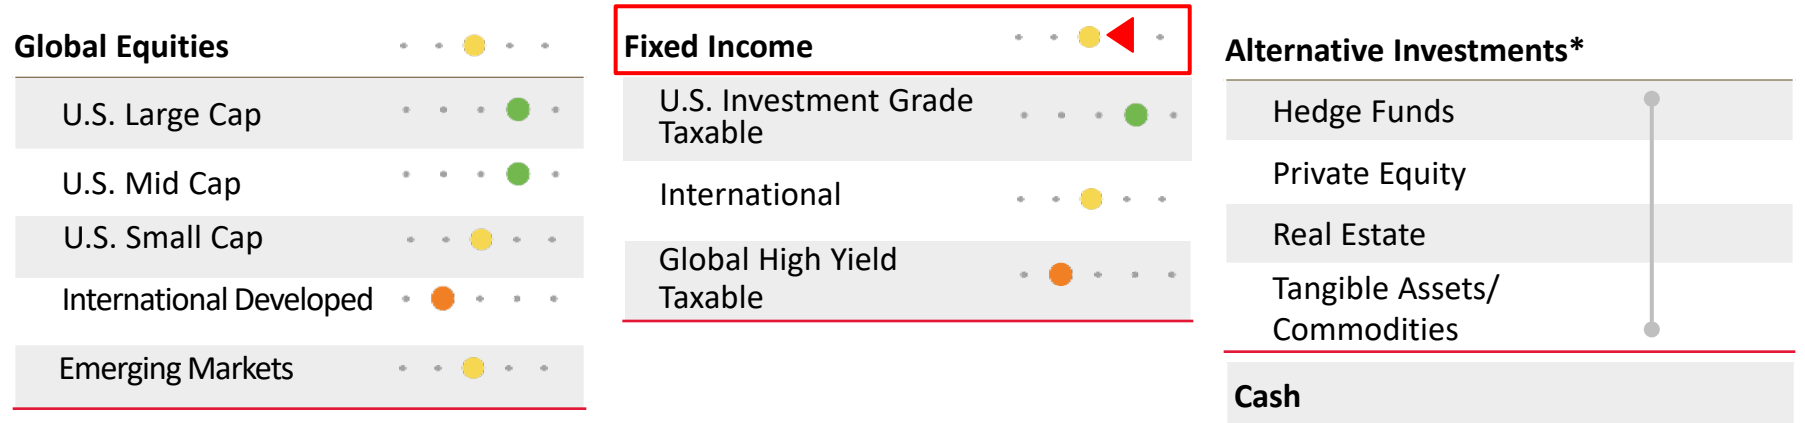 Global Equities
U.S. Large Cap
U.S. Mid Cap
U.S. Small Cap
International Developed
Emerging Markets
Fixed Income
U.S. Investment Grade
Taxable
International
Global High Yield
Taxable
Alternative Investments*
Hedge Funds
Private Equity
Real Estate
Tangible Assets/
Commodities
Cash